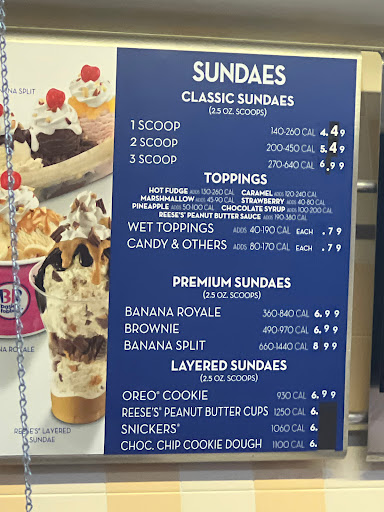 NANA SPLIT
SUNDAES
CLASSIC SUNDAES
(2.5 OZ. SCOOPS)
1 SCOOP 140-260 CAL 4.49
2 SCOOP 200-450 CAL 5.49
3 SCOOP 270-640 CAL 6.99
TOPPINGS
HOT FUDGE ADDS 130-260 CAL CARAMEL ADDS 120-240 CAL
MARSHMALLOW ADDS 45-90 CAL STRAWBERRY ADDS 40-80 CAL
PINEAPPLE ADDS 50-100 CAL CHOCOLATE SYRUP ADDS 100-200 CAL
REESE'S® PEANUT BUTTER SAUCE ADDS 190-380 CAL
WET TOPPINGS ADDS 40-190 CAL EACH .79
CANDY & OTHERS ADDS 80-170 CAL EACH .79
PREMIUM SUNDAES
(2.5 OZ. SCOOPS)
BANANA ROYALE 360-840 CAL 6.99
BROWNIE 490-970 CAL 6.99
BANANA SPLIT 660-1440 CAL 8 99
LAYERED SUNDAES
(2.5 OZ. SCOOPS)
OREO® COOKIE 930 CAL 6.99
REESE'S® PEANUT BUTTER CUPS 1250 CAL 6.
SNICKERS® 1060 CAL 6.
CHOC. CHIP COOKIE DOUGH 1100 CAL 6.
BR
NA ROYALE
REESE'S® LAYERED
SUNDAE